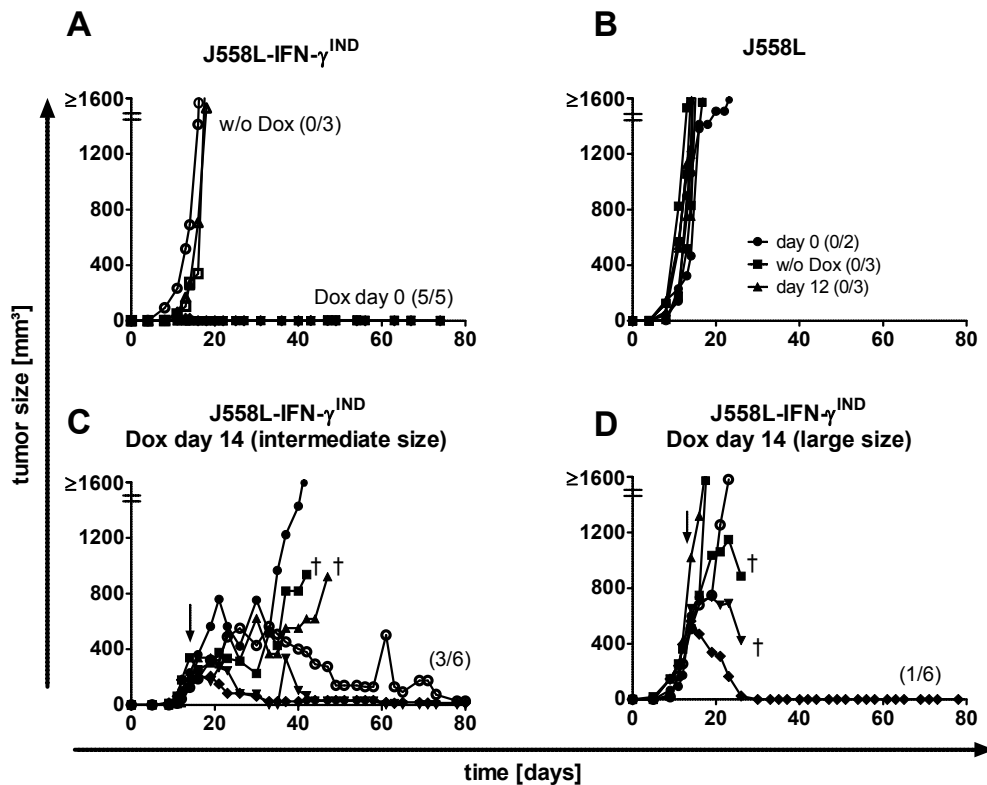 A
J558L-IFN-γIND
≥1600
1200
800
400
0
0 20 40 60 80
w/o Dox (0/3)
Dox day 0 (5/5)
B
J558L
≥1600
1200
800
400
0
0 20 40 60 80
day 0 (0/2)
w/o Dox (0/3)
day 12 (0/3)
C
J558L-IFN-γIND
Dox day 14 (intermediate size)
≥1600
1200
800
400
0
0 20 40 60 80
† †
(3/6)
D
J558L-IFN-γIND
Dox day 14 (large size)
≥1600
1200
800
400
0
0 20 40 60 80
†
†
(1/6)
tumor size [mm³]
time [days]